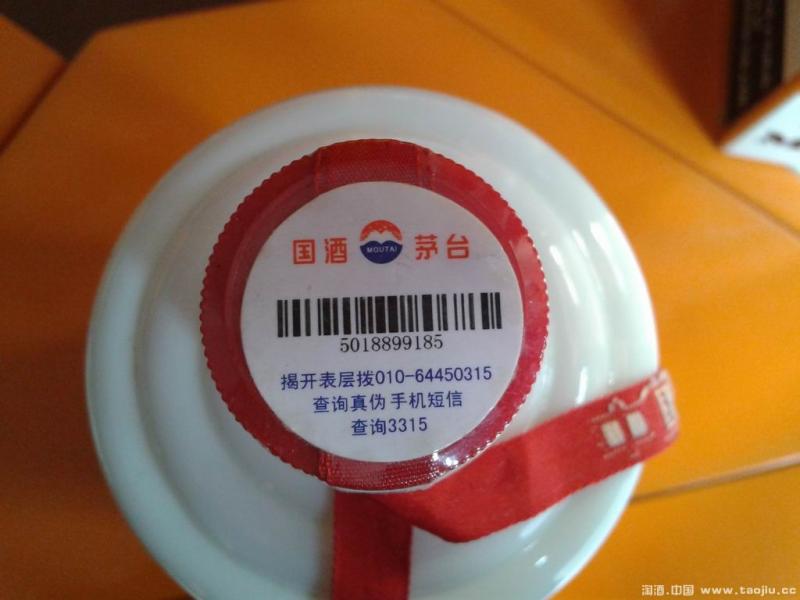 国酒 MOUTAI 茅台
5018899185
揭开表层拨010-64450315
查询真伪 手机短信
查询3315
淘酒.中国 www.taojiu.cc